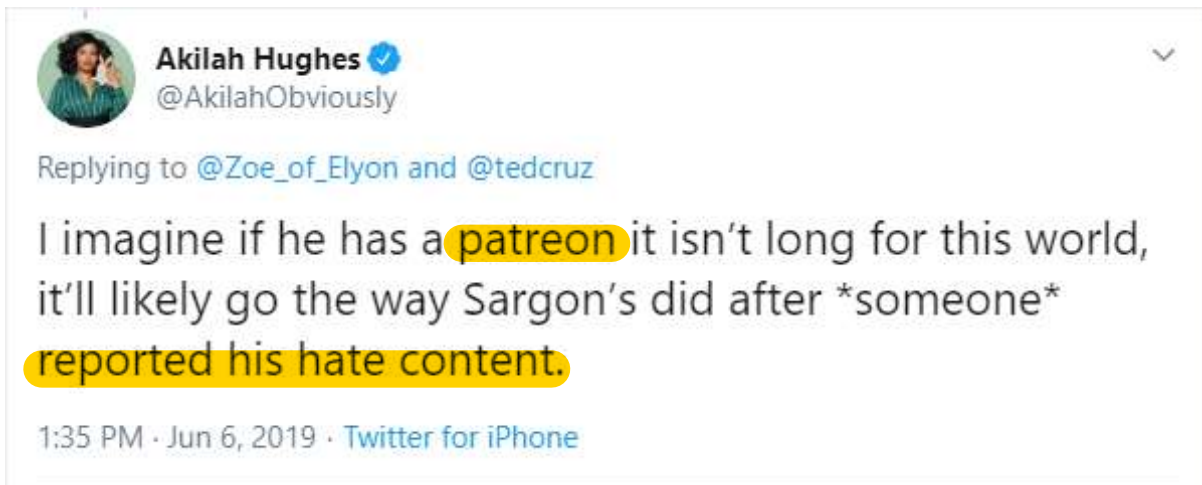 Akilah Hughes
@AkilahObviously
Replying to @Zoe_of_Elyon and @tedcruz
I imagine if he has a patreon it isn’t long for this world,
it’ll likely go the way Sargon’s did after *someone*
reported his hate content.
1:35 PM · Jun 6, 2019 · Twitter for iPhone